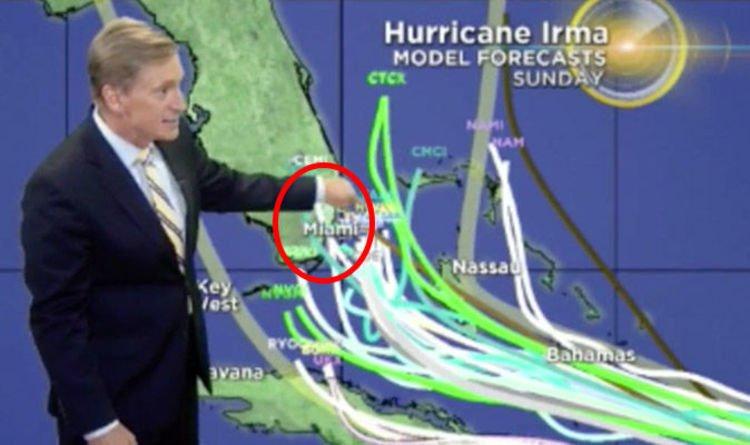 Hurricane Irma
MODEL FORECASTS
SUNDAY
CTCX
NAMI
NAM
CMCI
Miami
Nassau
Key
West
Bahamas
avana